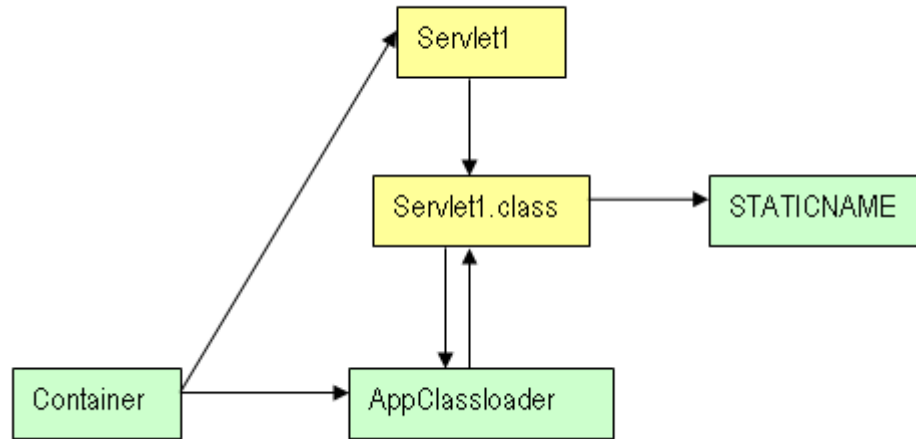 Servlet1
Servlet1.class
STATICNAME
Container
AppClassloader